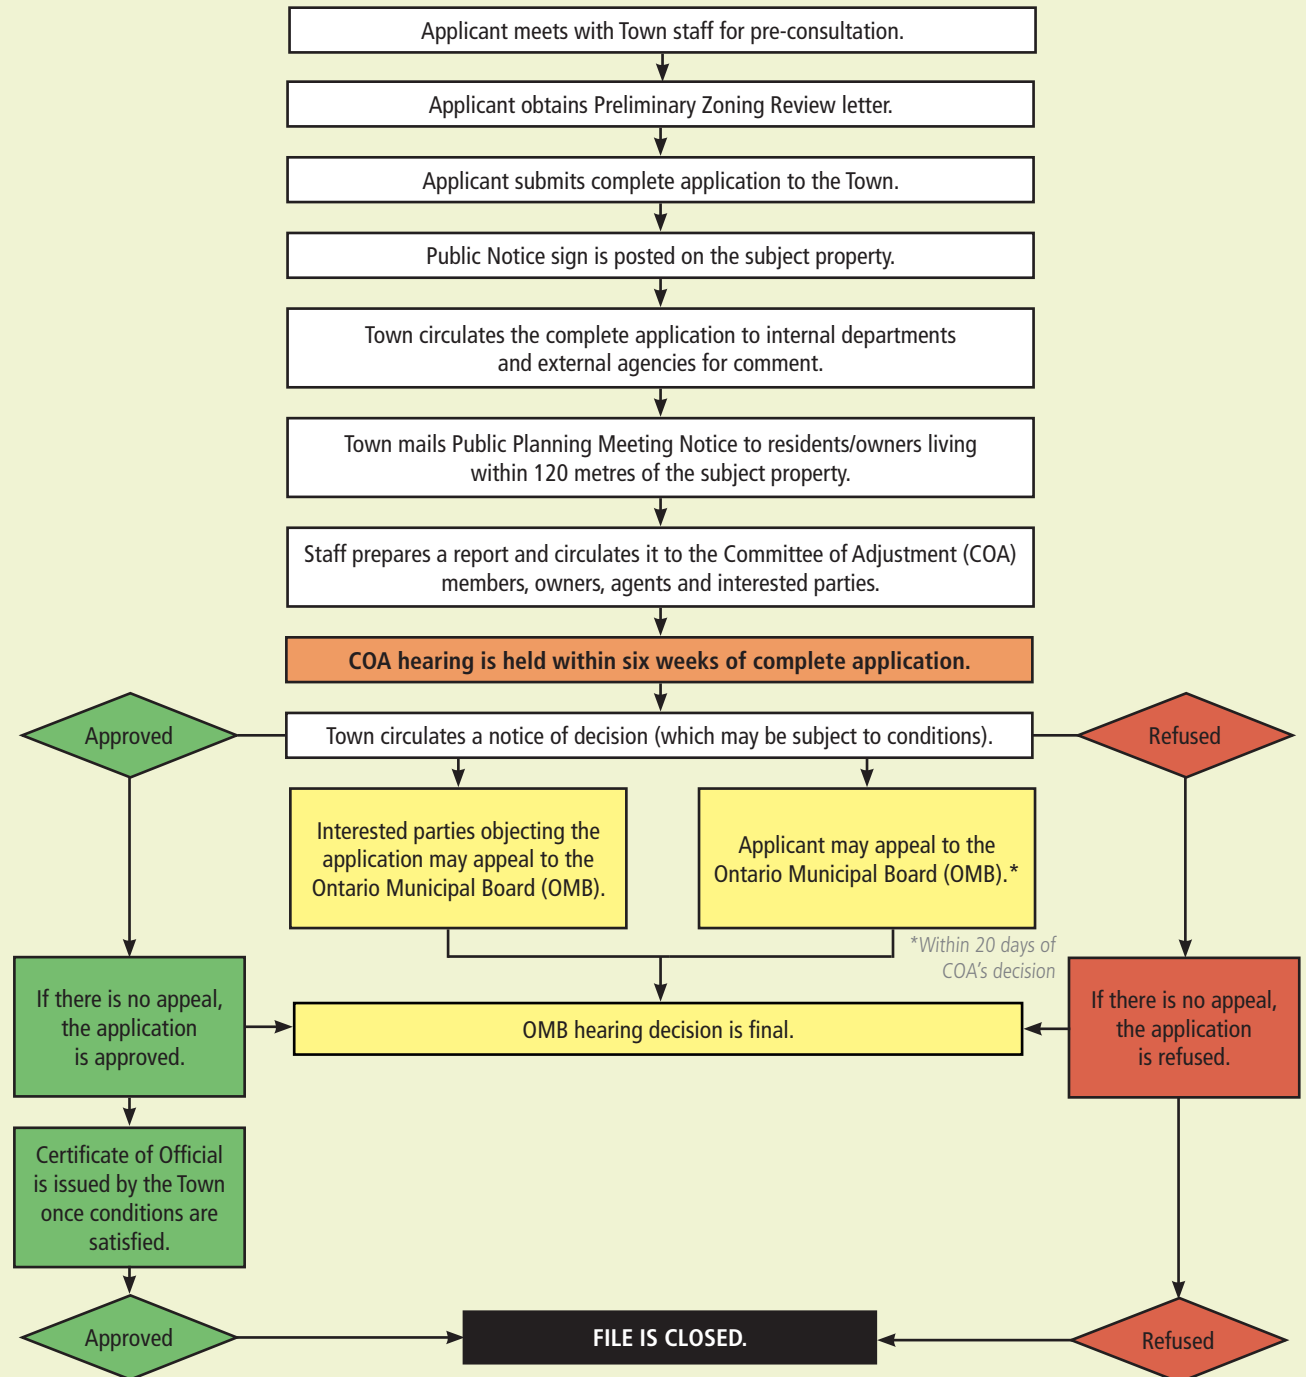 Applicant meets with Town staff for pre-consultation.
Applicant obtains Preliminary Zoning Review letter.
Applicant submits complete application to the Town.
Public Notice sign is posted on the subject property.
Town circulates the complete application to internal departments
and external agencies for comment.
Town mails Public Planning Meeting Notice to residents/owners living
within 120 metres of the subject property.
Staff prepares a report and circulates it to the Committee of Adjustment (COA)
members, owners, agents and interested parties.
COA hearing is held within six weeks of complete application.
Approved
Town circulates a notice of decision (which may be subject to conditions).
Refused
Interested parties objecting the
application may appeal to the
Ontario Municipal Board (OMB).
Applicant may appeal to the
Ontario Municipal Board (OMB).*
*Within 20 days of
COA's decision
If there is no appeal,
the application
is approved.
OMB hearing decision is final.
If there is no appeal,
the application
is refused.
Certificate of Official
is issued by the Town
once conditions are
satisfied.
Approved
FILE IS CLOSED.
Refused